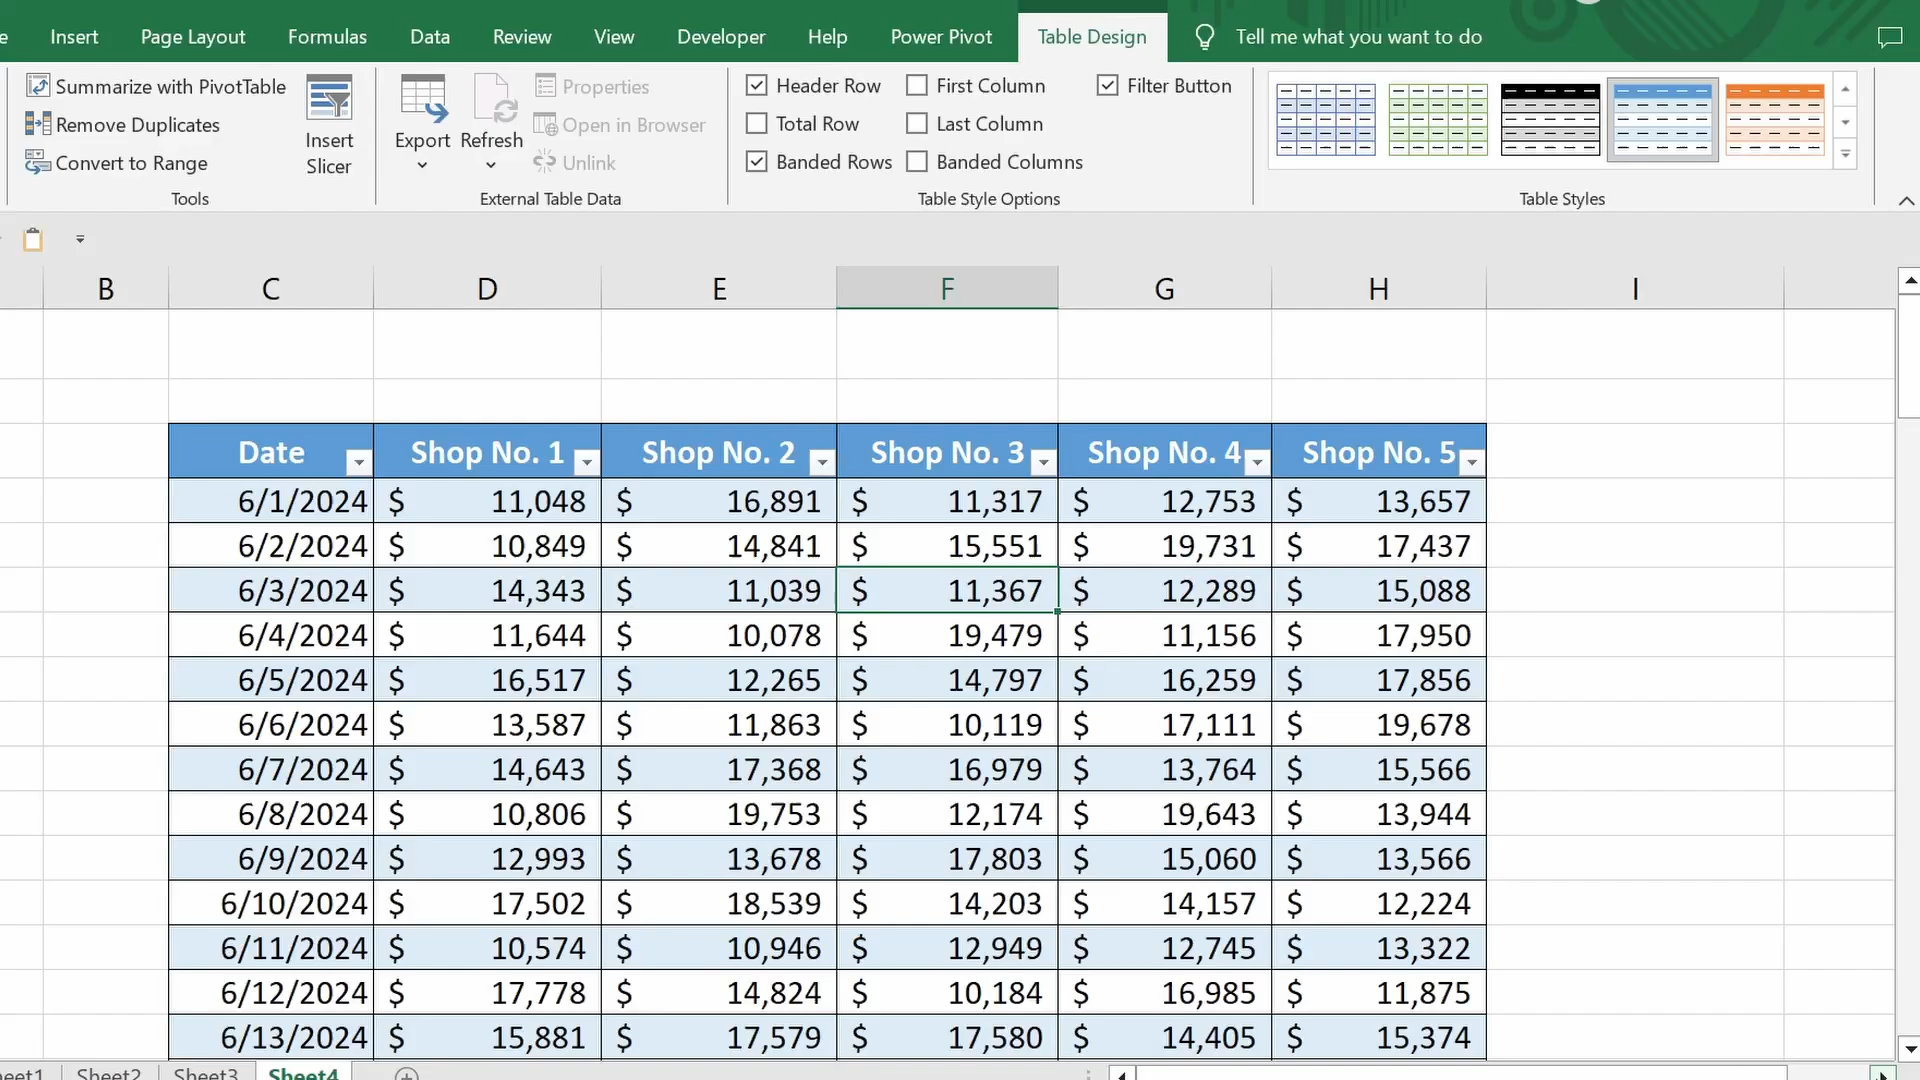 e Insert Page Layout Formulas Data Review View Developer Help Power Pivot Table Design Tell me what you want to do
Summarize with PivotTable
Remove Duplicates
Convert to Range
Tools
Insert
Slicer
Export
Refresh
Properties
Open in Browser
Unlink
External Table Data
Header Row First Column Filter Button
Total Row Last Column
Banded Rows Banded Columns
Table Style Options
Table Styles
B C D E F G H I
Date Shop No. 1 Shop No. 2 Shop No. 3 Shop No. 4 Shop No. 5
6/1/2024 $ 11,048 $ 16,891 $ 11,317 $ 12,753 $ 13,657
6/2/2024 $ 10,849 $ 14,841 $ 15,551 $ 19,731 $ 17,437
6/3/2024 $ 14,343 $ 11,039 $ 11,367 $ 12,289 $ 15,088
6/4/2024 $ 11,644 $ 10,078 $ 19,479 $ 11,156 $ 17,950
6/5/2024 $ 16,517 $ 12,265 $ 14,797 $ 16,259 $ 17,856
6/6/2024 $ 13,587 $ 11,863 $ 10,119 $ 17,111 $ 19,678
6/7/2024 $ 14,643 $ 17,368 $ 16,979 $ 13,764 $ 15,566
6/8/2024 $ 10,806 $ 19,753 $ 12,174 $ 19,643 $ 13,944
6/9/2024 $ 12,993 $ 13,678 $ 17,803 $ 15,060 $ 13,566
6/10/2024 $ 17,502 $ 18,539 $ 14,203 $ 14,157 $ 12,224
6/11/2024 $ 10,574 $ 10,946 $ 12,949 $ 12,745 $ 13,322
6/12/2024 $ 17,778 $ 14,824 $ 10,184 $ 16,985 $ 11,875
6/13/2024 $ 15,881 $ 17,579 $ 17,580 $ 14,405 $ 15,374
heet1 Sheet2 Sheet3 Sheet4